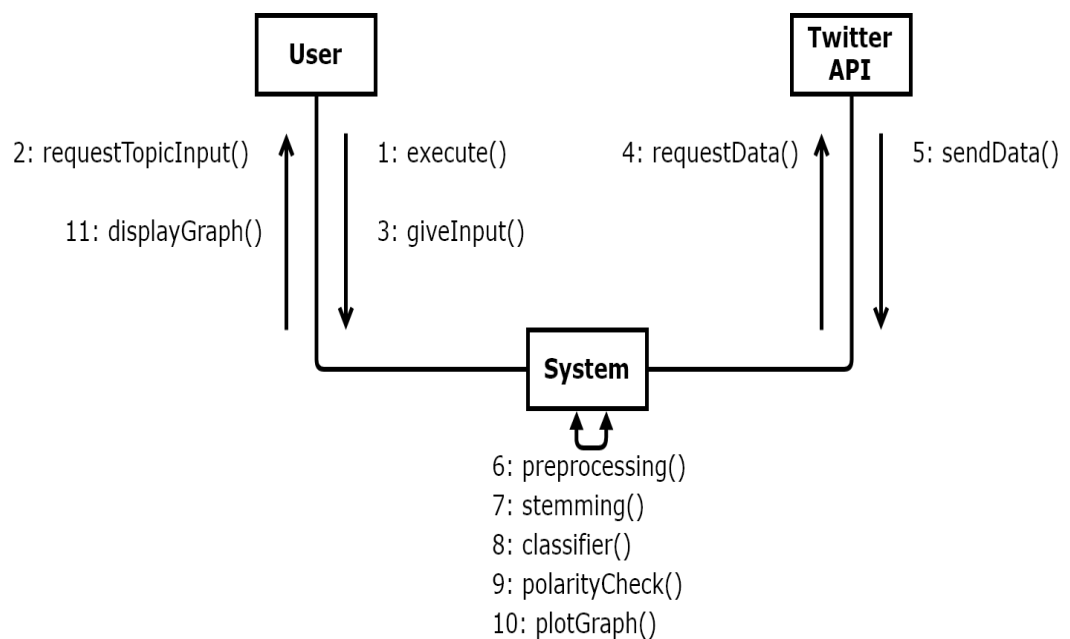 User
Twitter
API
2: requestTopicInput()
1: execute()
4: requestData()
5: sendData()
11: displayGraph()
3: giveInput()
System
6: preprocessing()
7: stemming()
8: classifier()
9: polarityCheck()
10: plotGraph()